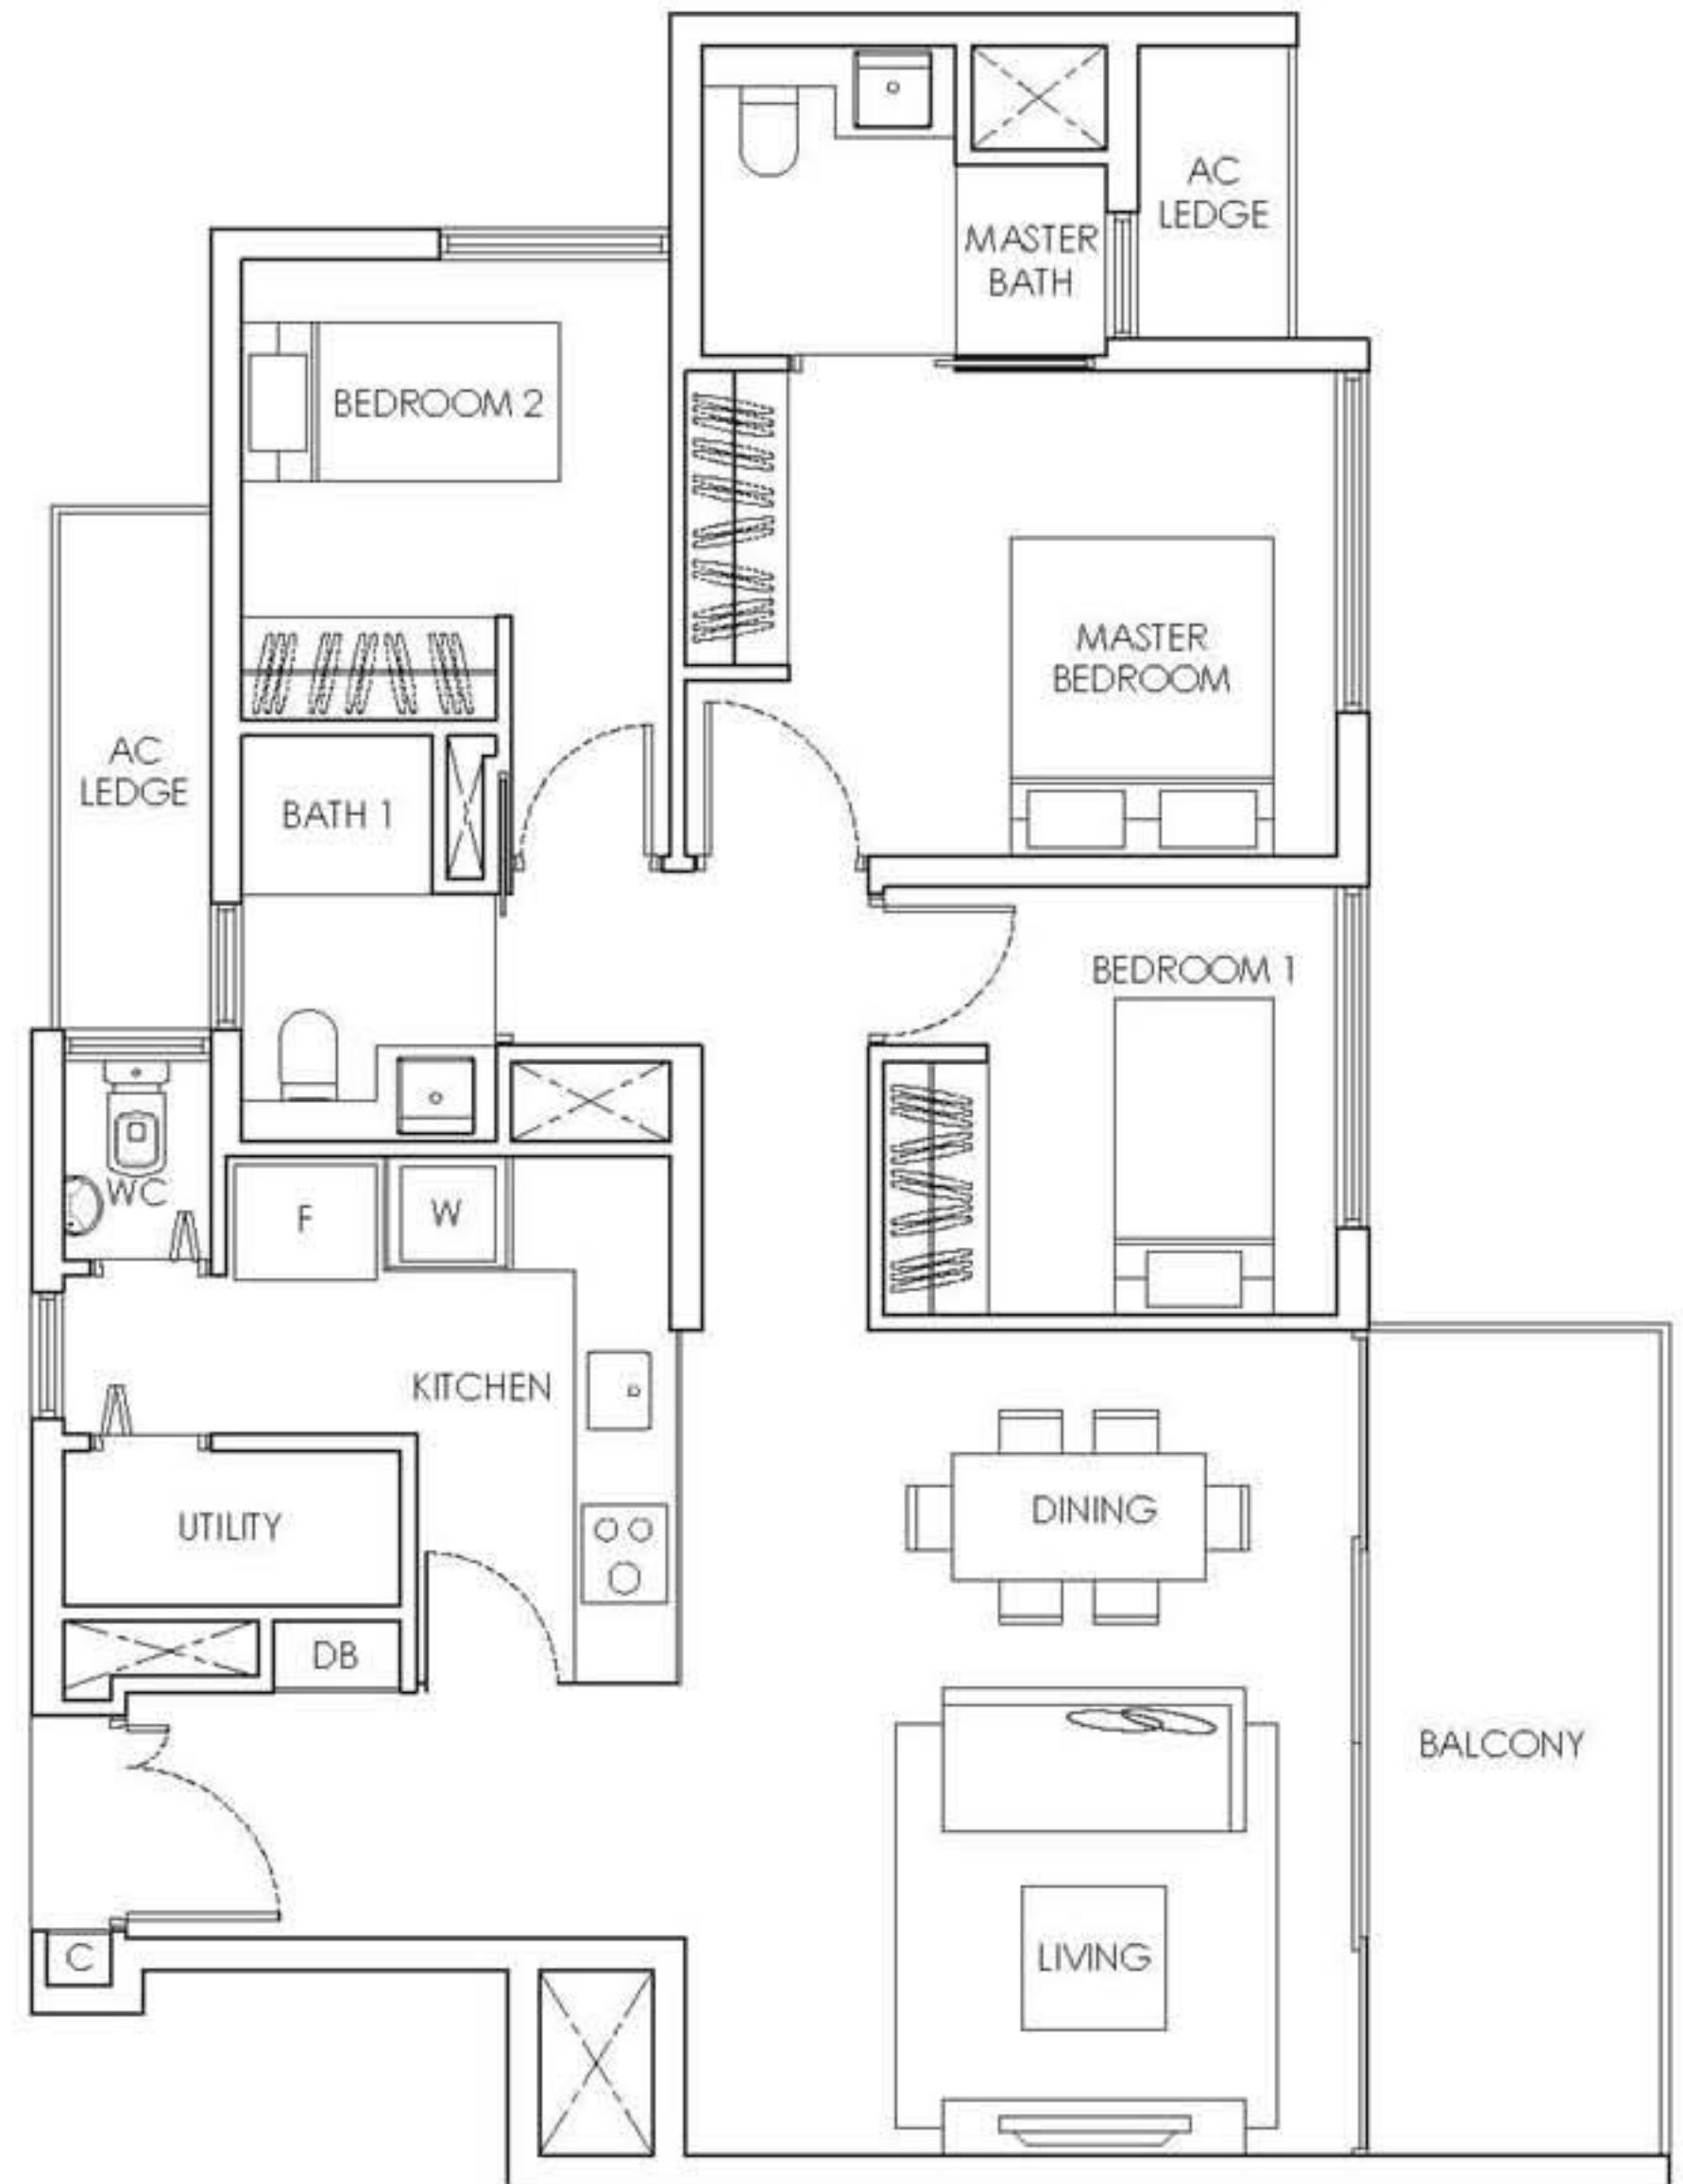 AC
LEDGE
MASTER
BATH
BEDROOM 2
MASTER
BEDROOM
AC
LEDGE
BATH 1
BEDROOM 1
WC
F
W
KITCHEN
DINING
UTILITY
DB
BALCONY
C
LIVING